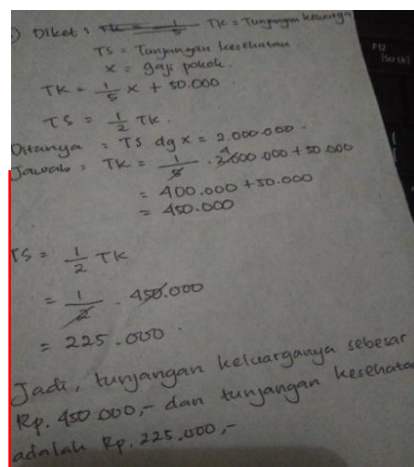 ) Diket : TK = 1/5 TK = Tunjangan keluarga
TS = Tunjangan kesehatan
x = gaji pokok.
TK = 1/5 x + 50.000
TS = 1/2 TK.
Ditanya = TS dg x = 2.000.000.
Jawab : TK = 1/5 . 2.000.000 + 50.000
= 400.000 + 50.000
= 450.000
TS = 1/2 TK
= 1/2 . 450.000
= 225.000.
Jadi, tunjangan keluarganya sebesar
Rp. 450.000,- dan tunjangan kesehata
adalah Rp. 225.000,-
F12